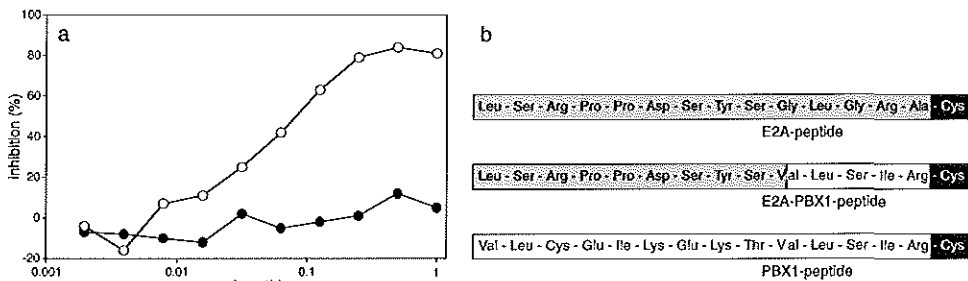 a
b
100
80
60
40
20
0
-20
inhibition (%)
0.001
0.01
0.1
1
Leu - Ser - Arg - Pro - Pro - Asp - Ser - Tyr - Ser - Gly - Leu - Gly - Arg - Ala - Cys
E2A-peptide
Leu - Ser - Arg - Pro - Pro - Asp - Ser - Tyr - Ser - Val - Leu - Ser - Ile - Arg - Cys
E2A-PBX1-peptide
Val - Leu - Cys - Glu - Ile - Lys - Glu - Lys - Thr - Val - Leu - Ser - Ile - Arg - Cys
PBX1-peptide